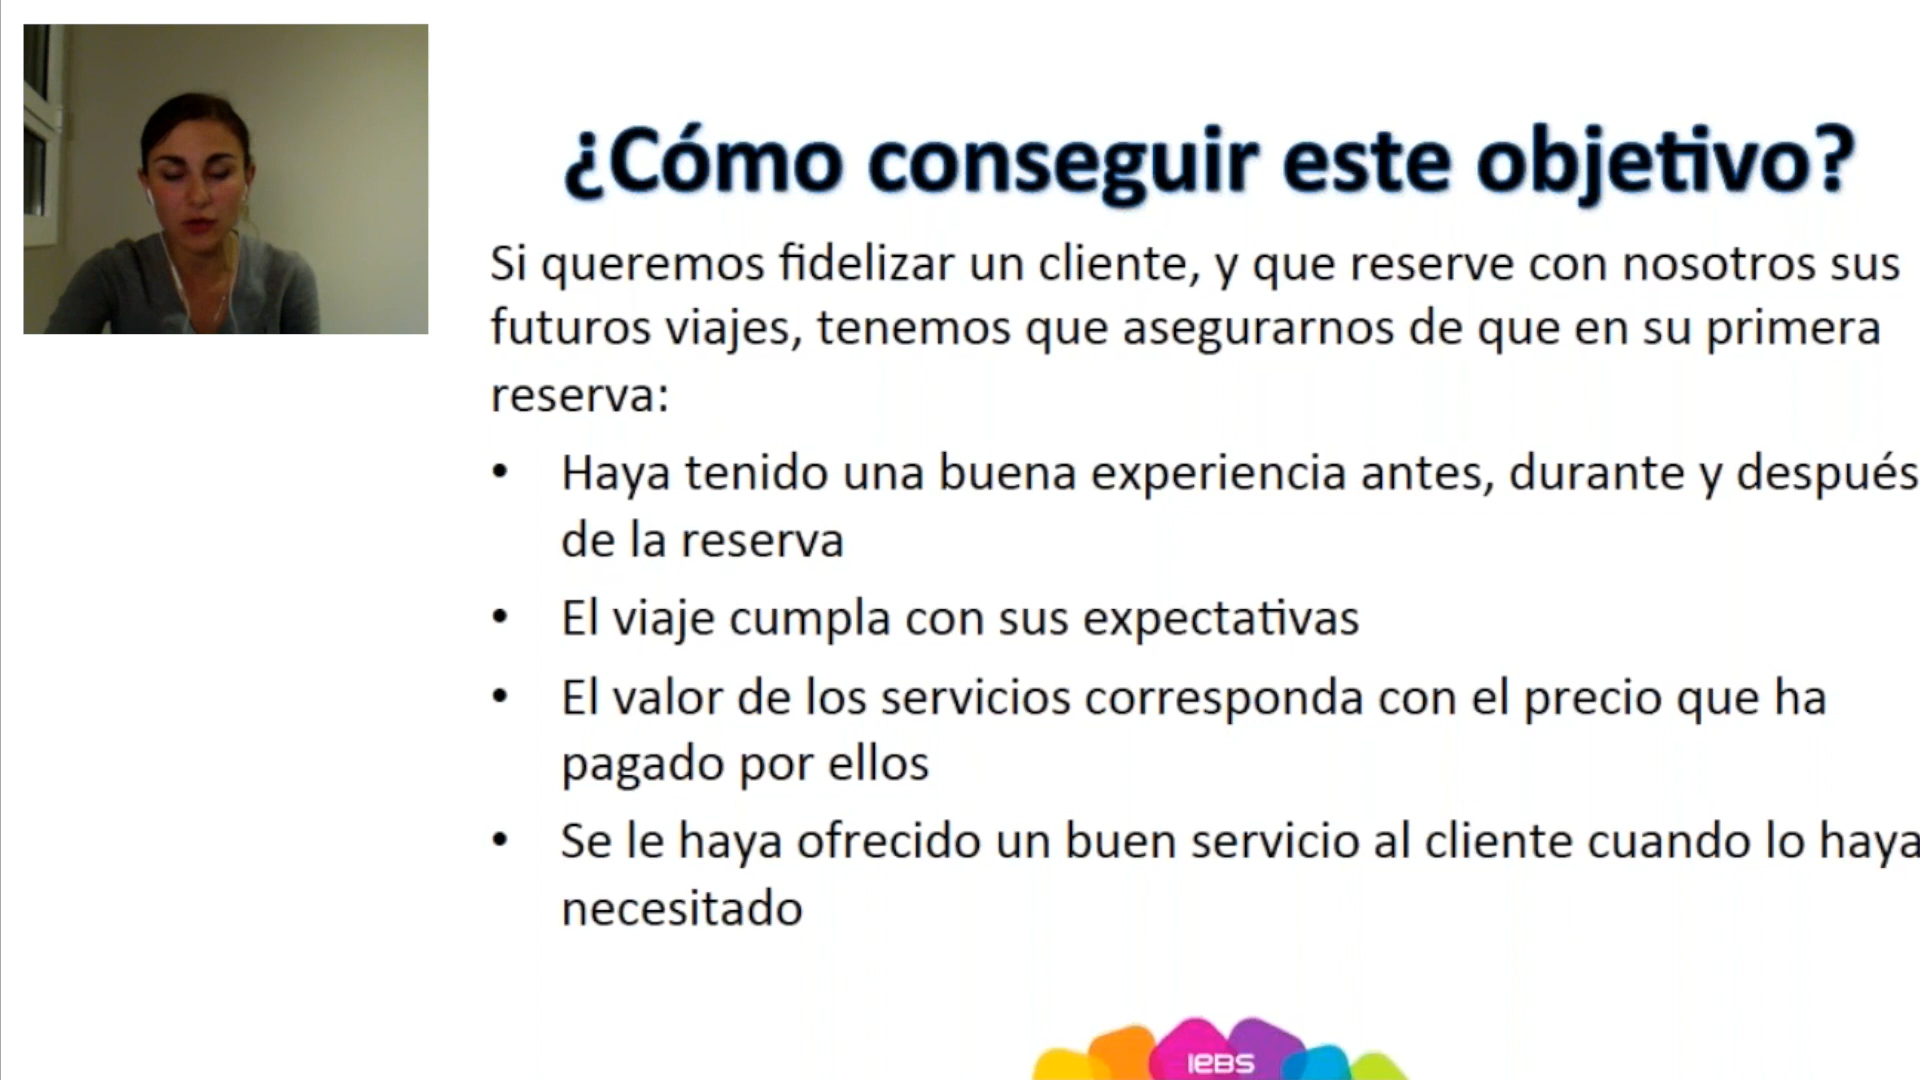 ¿Cómo conseguir este objetivo?
Si queremos fidelizar un cliente, y que reserve con nosotros sus
futuros viajes, tenemos que asegurarnos de que en su primera
reserva:
• Haya tenido una buena experiencia antes, durante y después
de la reserva
• El viaje cumpla con sus expectativas
• El valor de los servicios corresponda con el precio que ha
pagado por ellos
• Se le haya ofrecido un buen servicio al cliente cuando lo haya
necesitado
IEBS